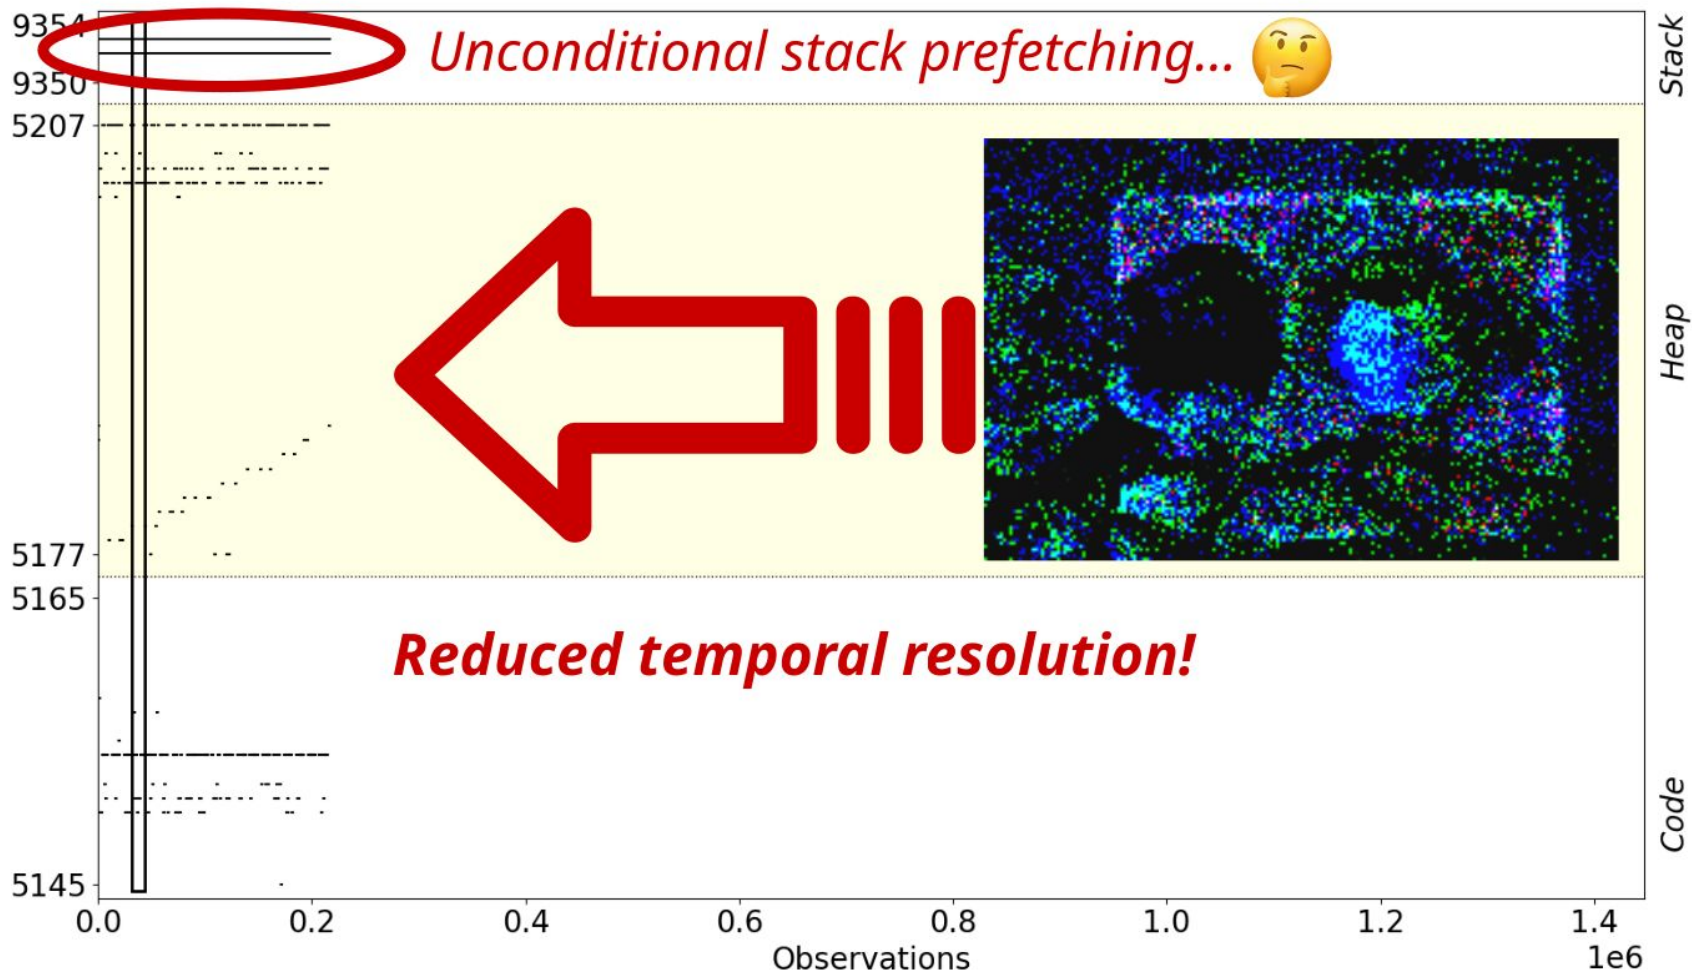 9354
Unconditional stack prefetching... 🤔
Stack
9350
5207
Heap
5177
5165
Reduced temporal resolution!
Code
5145
0.0 0.2 0.4 0.6 0.8 1.0 1.2 1.4
Observations
1e6